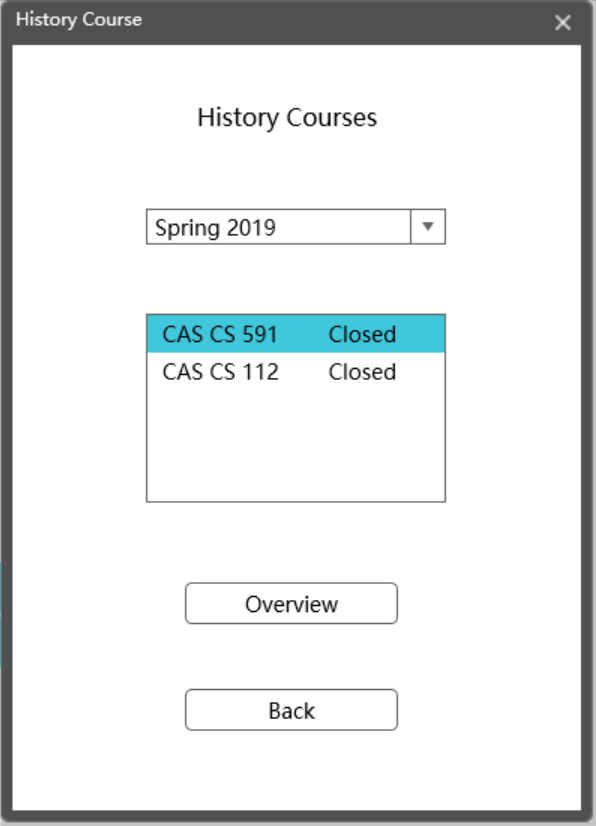 History Course
History Courses
Spring 2019
CAS CS 591 Closed
CAS CS 112 Closed
Overview
Back